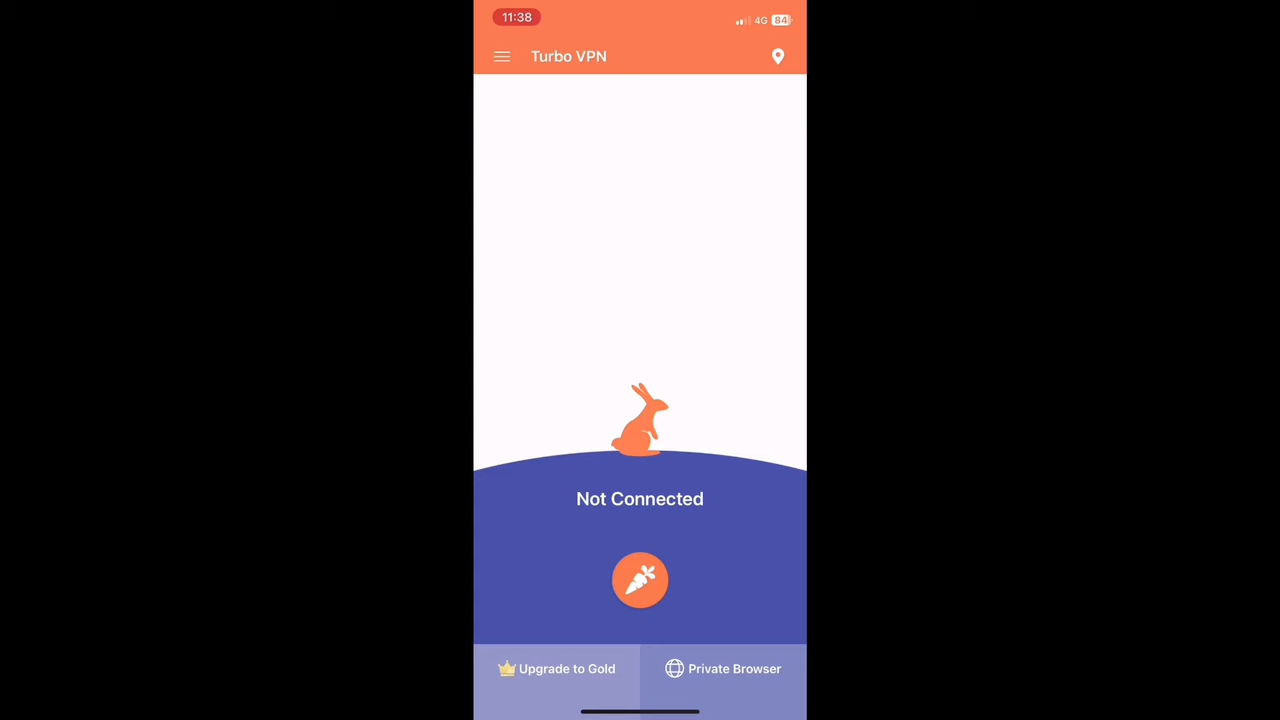 11:38
4G 84
Turbo VPN
Not Connected
Upgrade to Gold
Private Browser